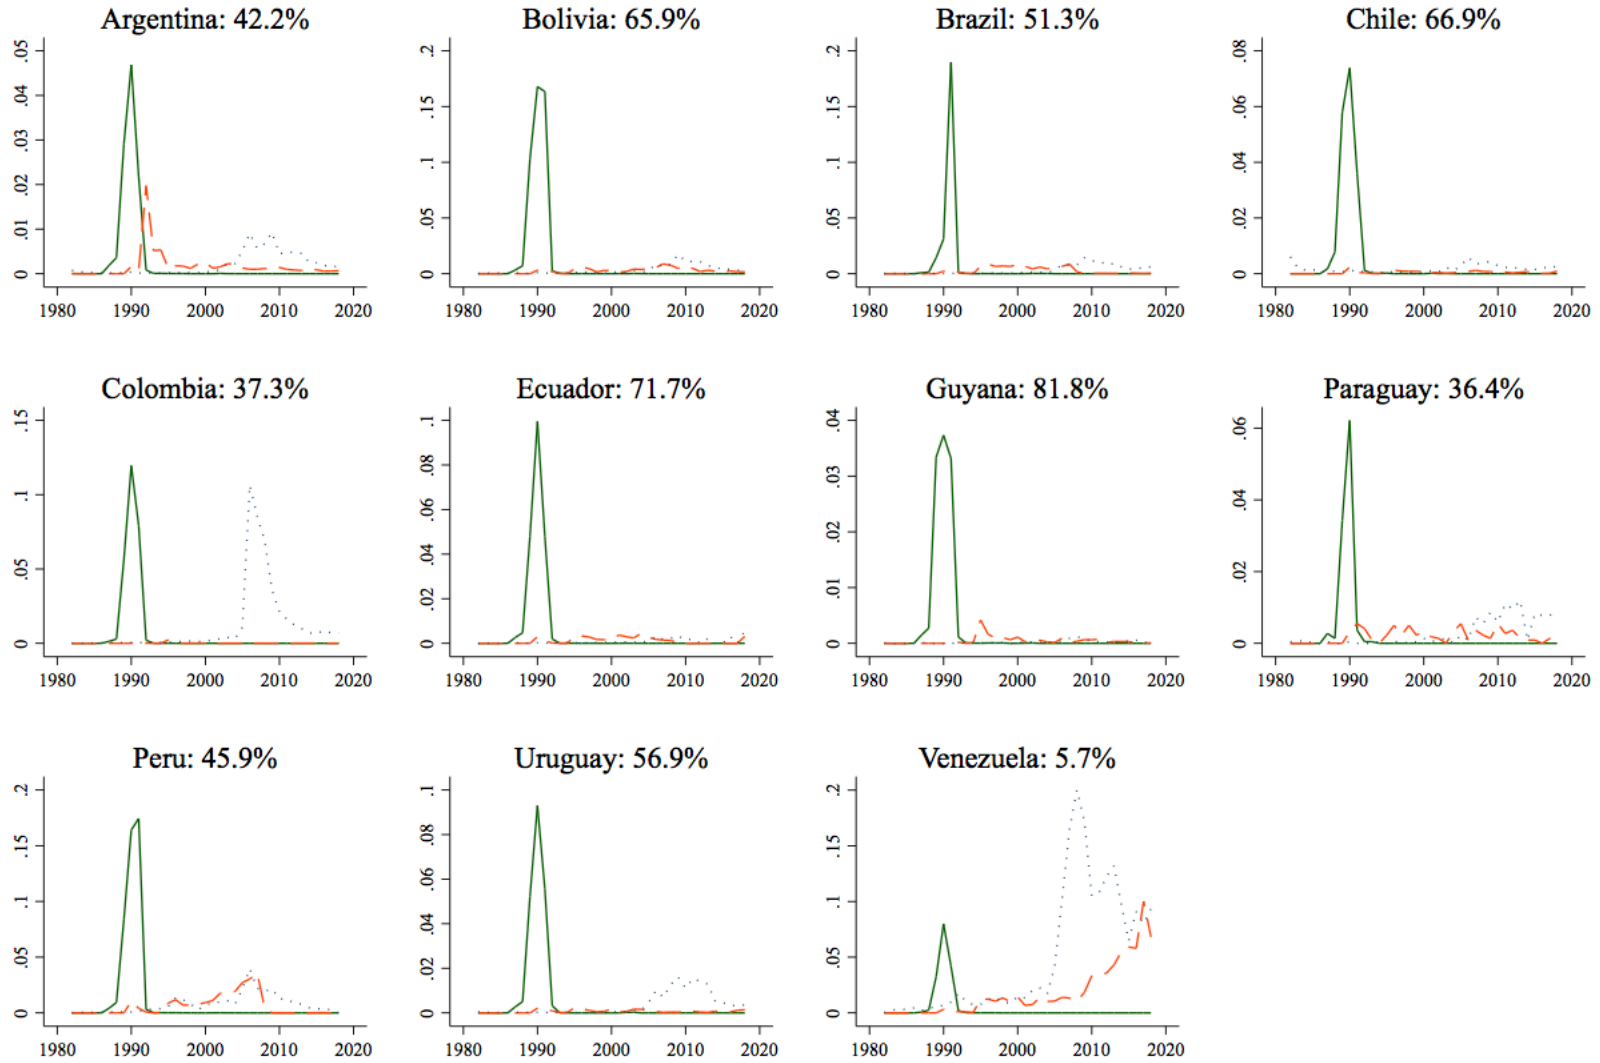 Argentina: 42.2%
Bolivia: 65.9%
Brazil: 51.3%
Chile: 66.9%
.05
.04
.03
.02
.01
0
1980 1990 2000 2010 2020
.2
.15
.1
.05
0
1980 1990 2000 2010 2020
.2
.15
.1
.05
0
1980 1990 2000 2010 2020
.08
.06
.04
.02
0
1980 1990 2000 2010 2020
Colombia: 37.3%
Ecuador: 71.7%
Guyana: 81.8%
Paraguay: 36.4%
.15
.1
.05
0
1980 1990 2000 2010 2020
.1
.08
.06
.04
.02
0
1980 1990 2000 2010 2020
.04
.03
.02
.01
0
1980 1990 2000 2010 2020
.06
.04
.02
0
1980 1990 2000 2010 2020
Peru: 45.9%
Uruguay: 56.9%
Venezuela: 5.7%
.2
.15
.1
.05
0
1980 1990 2000 2010 2020
.1
.08
.06
.04
.02
0
1980 1990 2000 2010 2020
.2
.15
.1
.05
0
1980 1990 2000 2010 2020